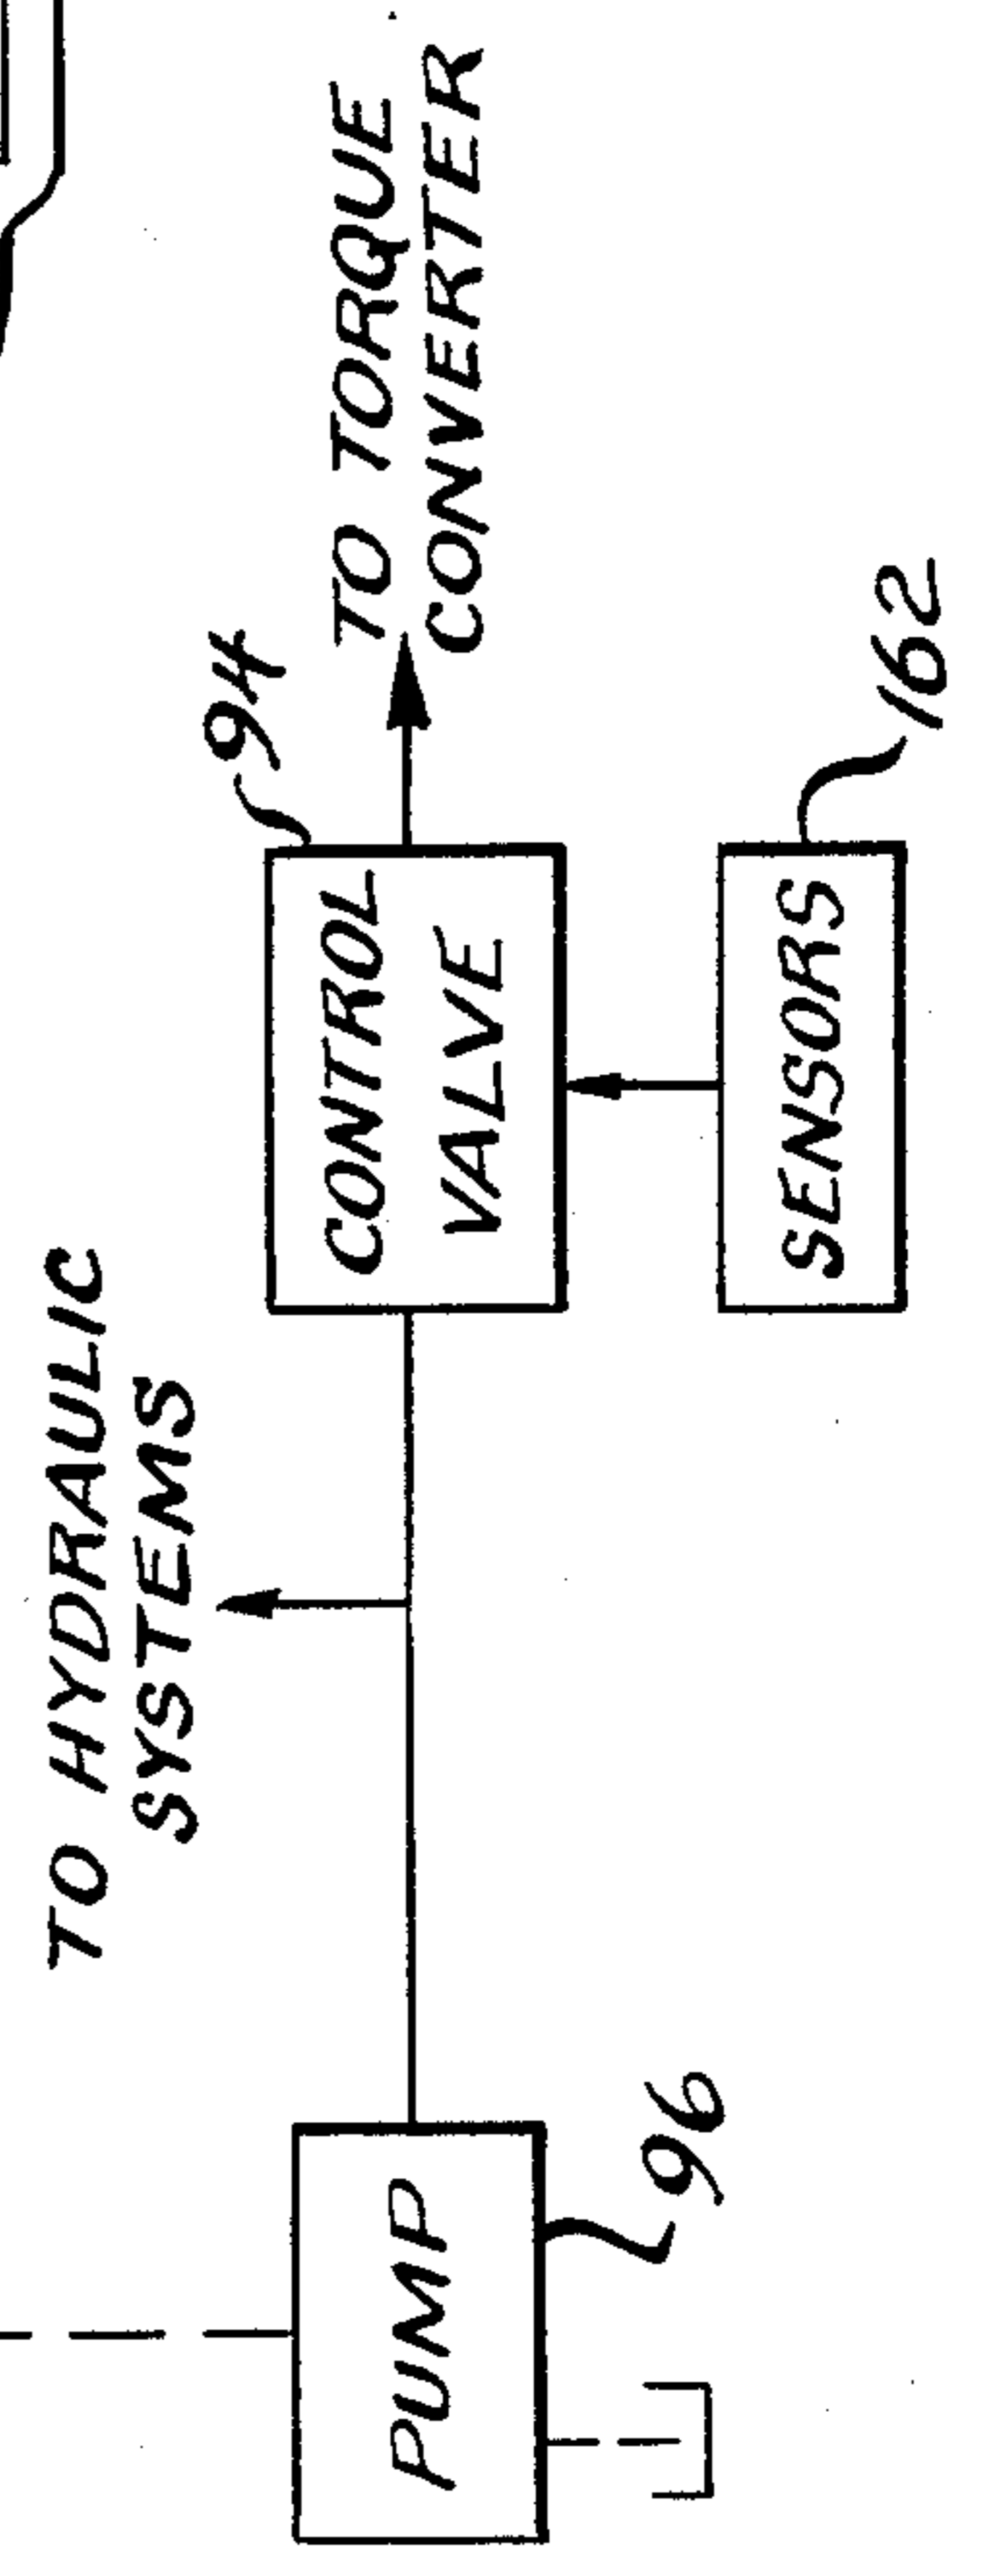 TO HYDRAULIC
SYSTEMS
94
TO TORQUE
CONVERTER
PUMP
CONTROL
VALVE
96
SENSORS
162